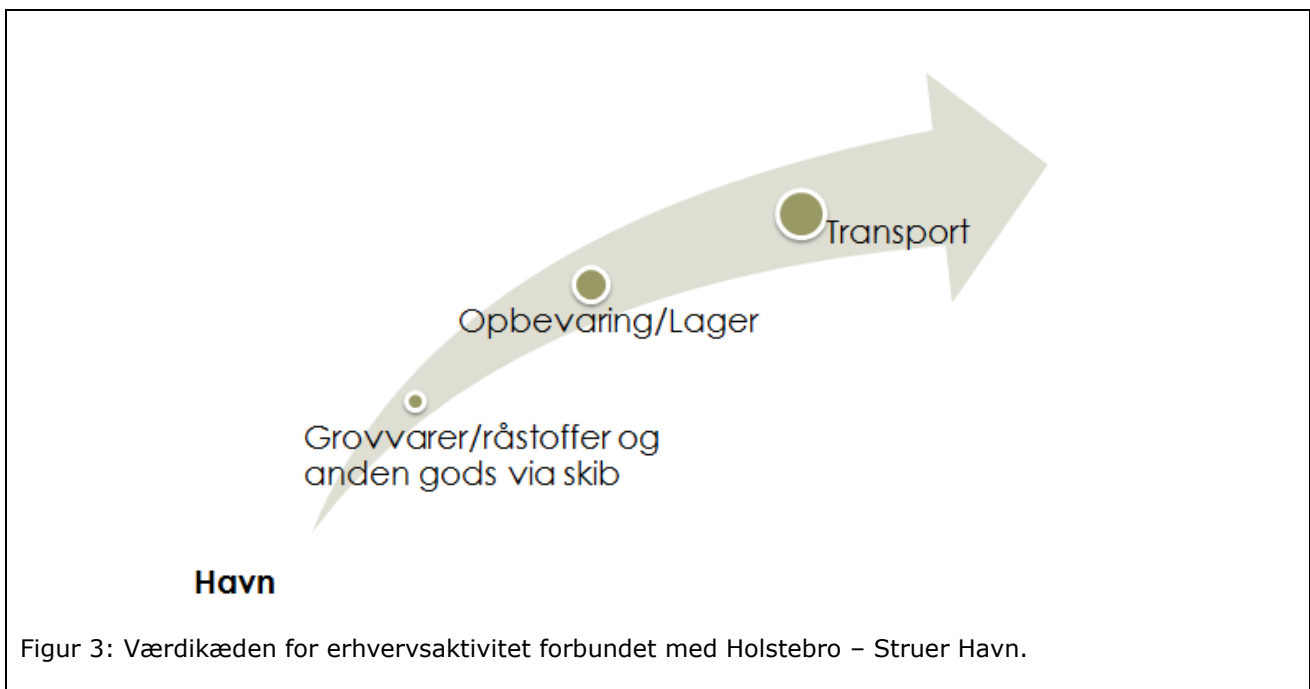 Transport
Opbevaring/Lager
Grovvarer/råstoffer og
anden gods via skib
Havn
Figur 3: Værdikæden for erhvervsaktivitet forbundet med Holstebro – Struer Havn.